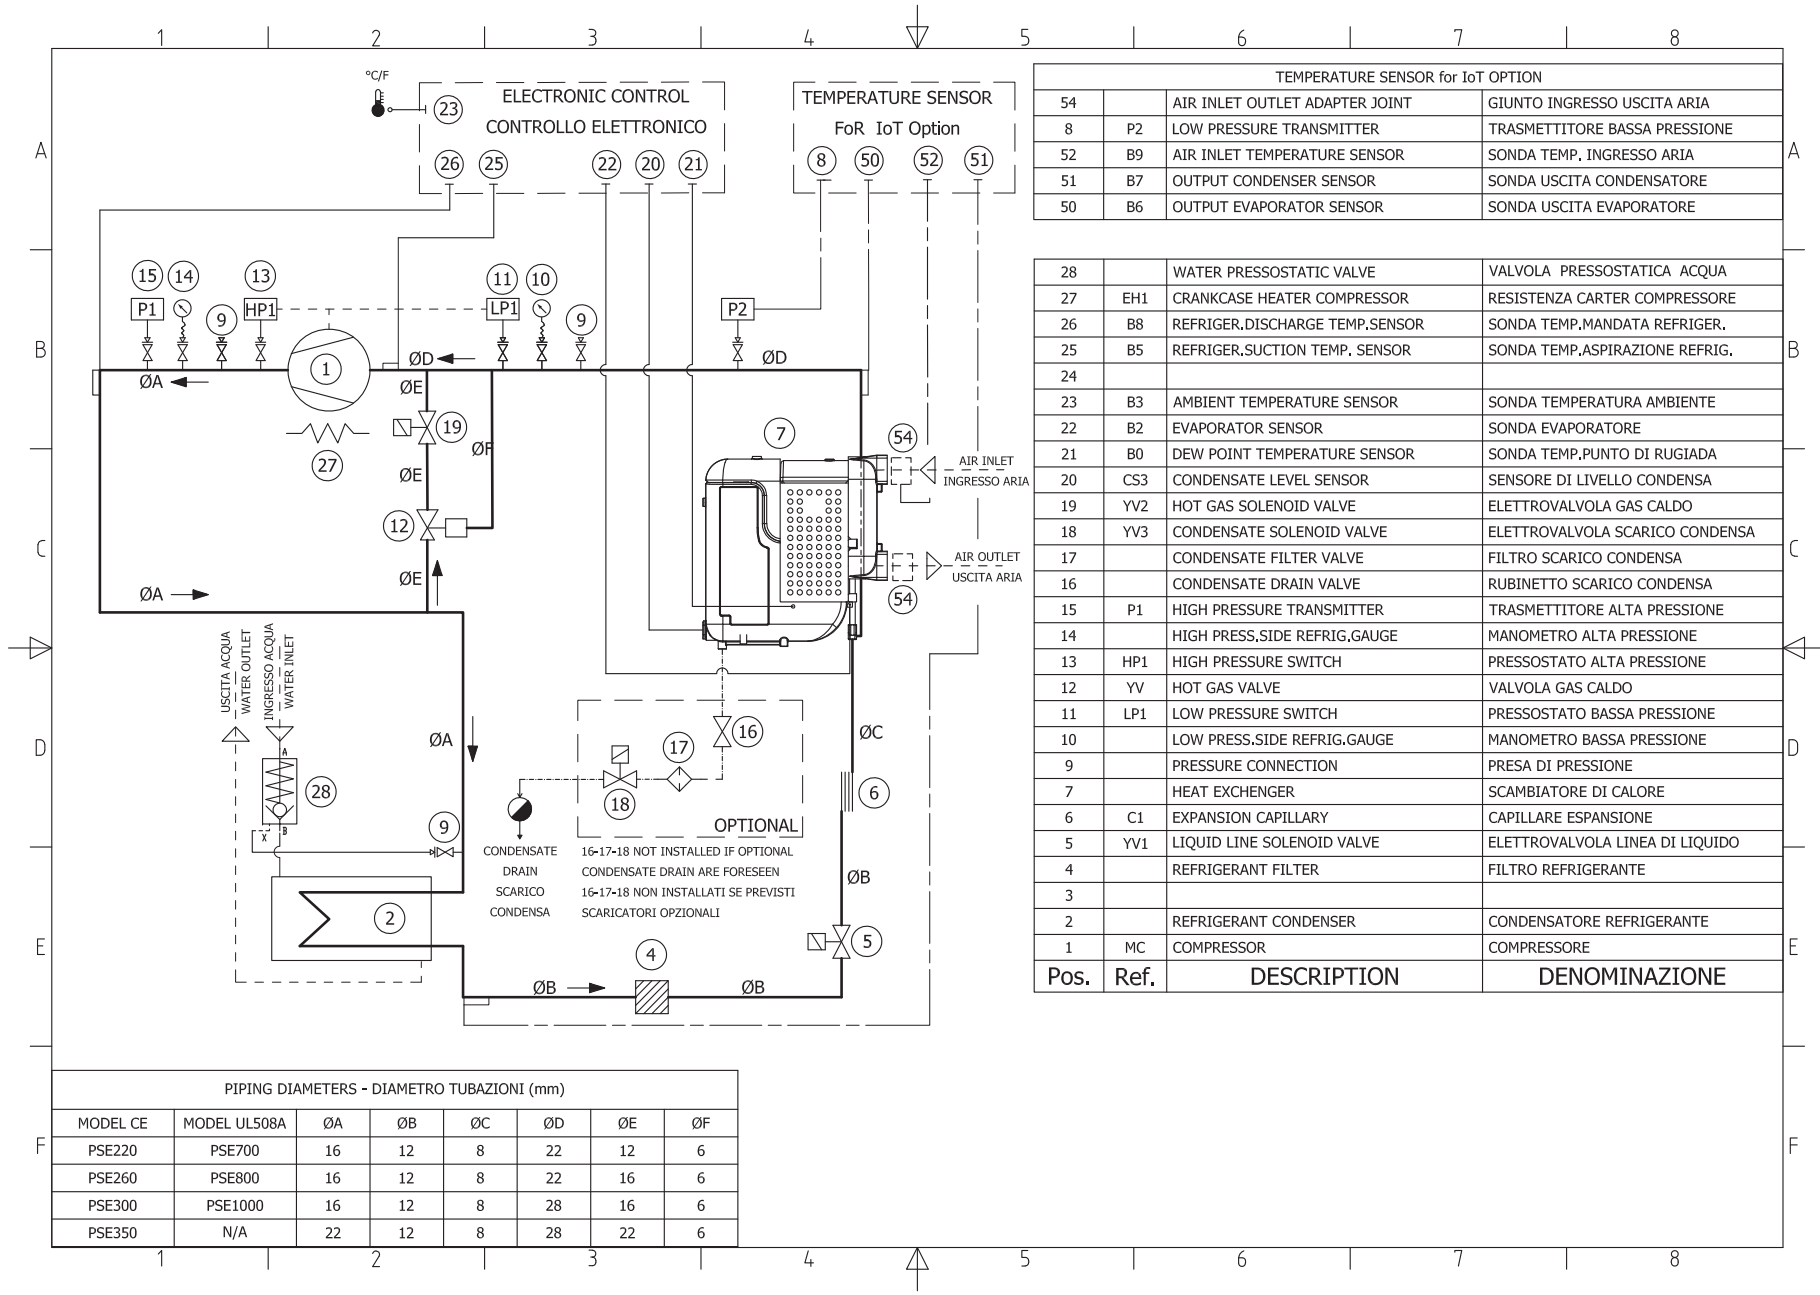 1 2 3 4 5 6 7 8
A
B
C
D
E
F
°C/F
23
ELECTRONIC CONTROL
CONTROLLO ELETTRONICO
26 25 22 20 21
TEMPERATURE SENSOR
FoR IoT Option
8 50 52 51
15 14 13 11 10
P1 9 HP1 LP1 9 P2
1
ØD ØD
ØA ØE
19
27
ØF
ØE
12
ØE
ØA
7
54
AIR INLET
INGRESSO ARIA
AIR OUTLET
USCITA ARIA
54
USCITA ACQUA
WATER OUTLET
INGRESSO ACQUA
WATER INLET
A
28
X B
9
2
ØA
16
17
18
OPTIONAL
ØC
6
CONDENSATE
DRAIN
SCARICO
CONDENSA
16-17-18 NOT INSTALLED IF OPTIONAL
CONDENSATE DRAIN ARE FORESEEN
16-17-18 NON INSTALLATI SE PREVISTI
SCARICATORI OPZIONALI
ØB
5
4
ØB ØB
TEMPERATURE SENSOR for IoT OPTION
54 AIR INLET OUTLET ADAPTER JOINT GIUNTO INGRESSO USCITA ARIA
8 P2 LOW PRESSURE TRANSMITTER TRASMETTITORE BASSA PRESSIONE
52 B9 AIR INLET TEMPERATURE SENSOR SONDA TEMP. INGRESSO ARIA
51 B7 OUTPUT CONDENSER SENSOR SONDA USCITA CONDENSATORE
50 B6 OUTPUT EVAPORATOR SENSOR SONDA USCITA EVAPORATORE
28 WATER PRESSOSTATIC VALVE VALVOLA PRESSOSTATICA ACQUA
27 EH1 CRANKCASE HEATER COMPRESSOR RESISTENZA CARTER COMPRESSORE
26 B8 REFRIGER.DISCHARGE TEMP.SENSOR SONDA TEMP.MANDATA REFRIGER.
25 B5 REFRIGER.SUCTION TEMP. SENSOR SONDA TEMP.ASPIRAZIONE REFRIG.
24
23 B3 AMBIENT TEMPERATURE SENSOR SONDA TEMPERATURA AMBIENTE
22 B2 EVAPORATOR SENSOR SONDA EVAPORATORE
21 B0 DEW POINT TEMPERATURE SENSOR SONDA TEMP.PUNTO DI RUGIADA
20 CS3 CONDENSATE LEVEL SENSOR SENSORE DI LIVELLO CONDENSA
19 YV2 HOT GAS SOLENOID VALVE ELETTROVALVOLA GAS CALDO
18 YV3 CONDENSATE SOLENOID VALVE ELETTROVALVOLA SCARICO CONDENSA
17 CONDENSATE FILTER VALVE FILTRO SCARICO CONDENSA
16 CONDENSATE DRAIN VALVE RUBINETTO SCARICO CONDENSA
15 P1 HIGH PRESSURE TRANSMITTER TRASMETTITORE ALTA PRESSIONE
14 HIGH PRESS.SIDE REFRIG.GAUGE MANOMETRO ALTA PRESSIONE
13 HP1 HIGH PRESSURE SWITCH PRESSOSTATO ALTA PRESSIONE
12 YV HOT GAS VALVE VALVOLA GAS CALDO
11 LP1 LOW PRESSURE SWITCH PRESSOSTATO BASSA PRESSIONE
10 LOW PRESS.SIDE REFRIG.GAUGE MANOMETRO BASSA PRESSIONE
9 PRESSURE CONNECTION PRESA DI PRESSIONE
7 HEAT EXCHENGER SCAMBIATORE DI CALORE
6 C1 EXPANSION CAPILLARY CAPILLARE ESPANSIONE
5 YV1 LIQUID LINE SOLENOID VALVE ELETTROVALVOLA LINEA DI LIQUIDO
4 REFRIGERANT FILTER FILTRO REFRIGERANTE
3
2 REFRIGERANT CONDENSER CONDENSATORE REFRIGERANTE
1 MC COMPRESSOR COMPRESSORE
Pos. Ref. DESCRIPTION DENOMINAZIONE
A
B
C
D
E
F
PIPING DIAMETERS - DIAMETRO TUBAZIONI (mm)
MODEL CE MODEL UL508A ØA ØB ØC ØD ØE ØF
PSE220 PSE700 16 12 8 22 12 6
PSE260 PSE800 16 12 8 22 16 6
PSE300 PSE1000 16 12 8 28 16 6
PSE350 N/A 22 12 8 28 22 6
1 2 3 4 5 6 7 8